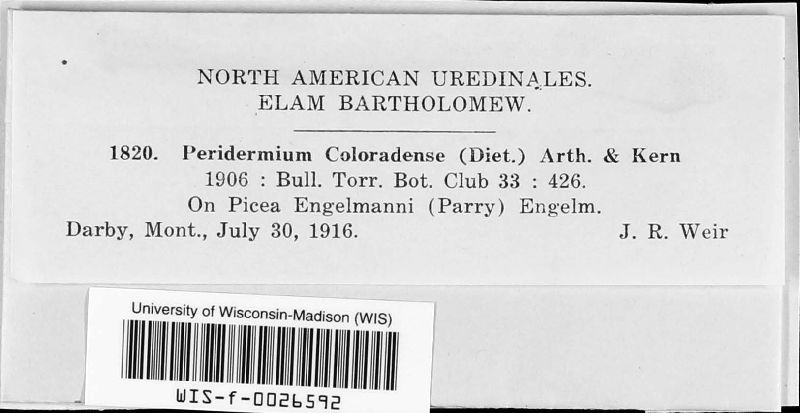 NORTH AMERICAN UREDINALES.
ELAM BARTHOLOMEW.
1820. Peridermium Coloradense (Diet.) Arth. & Kern
1906 : Bull. Torr. Bot. Club 33 : 426.
On Picea Engelmanni (Parry) Engelm.
Darby, Mont., July 30, 1916. J. R. Weir
University of Wisconsin-Madison (WIS)
WIS-f-0026592